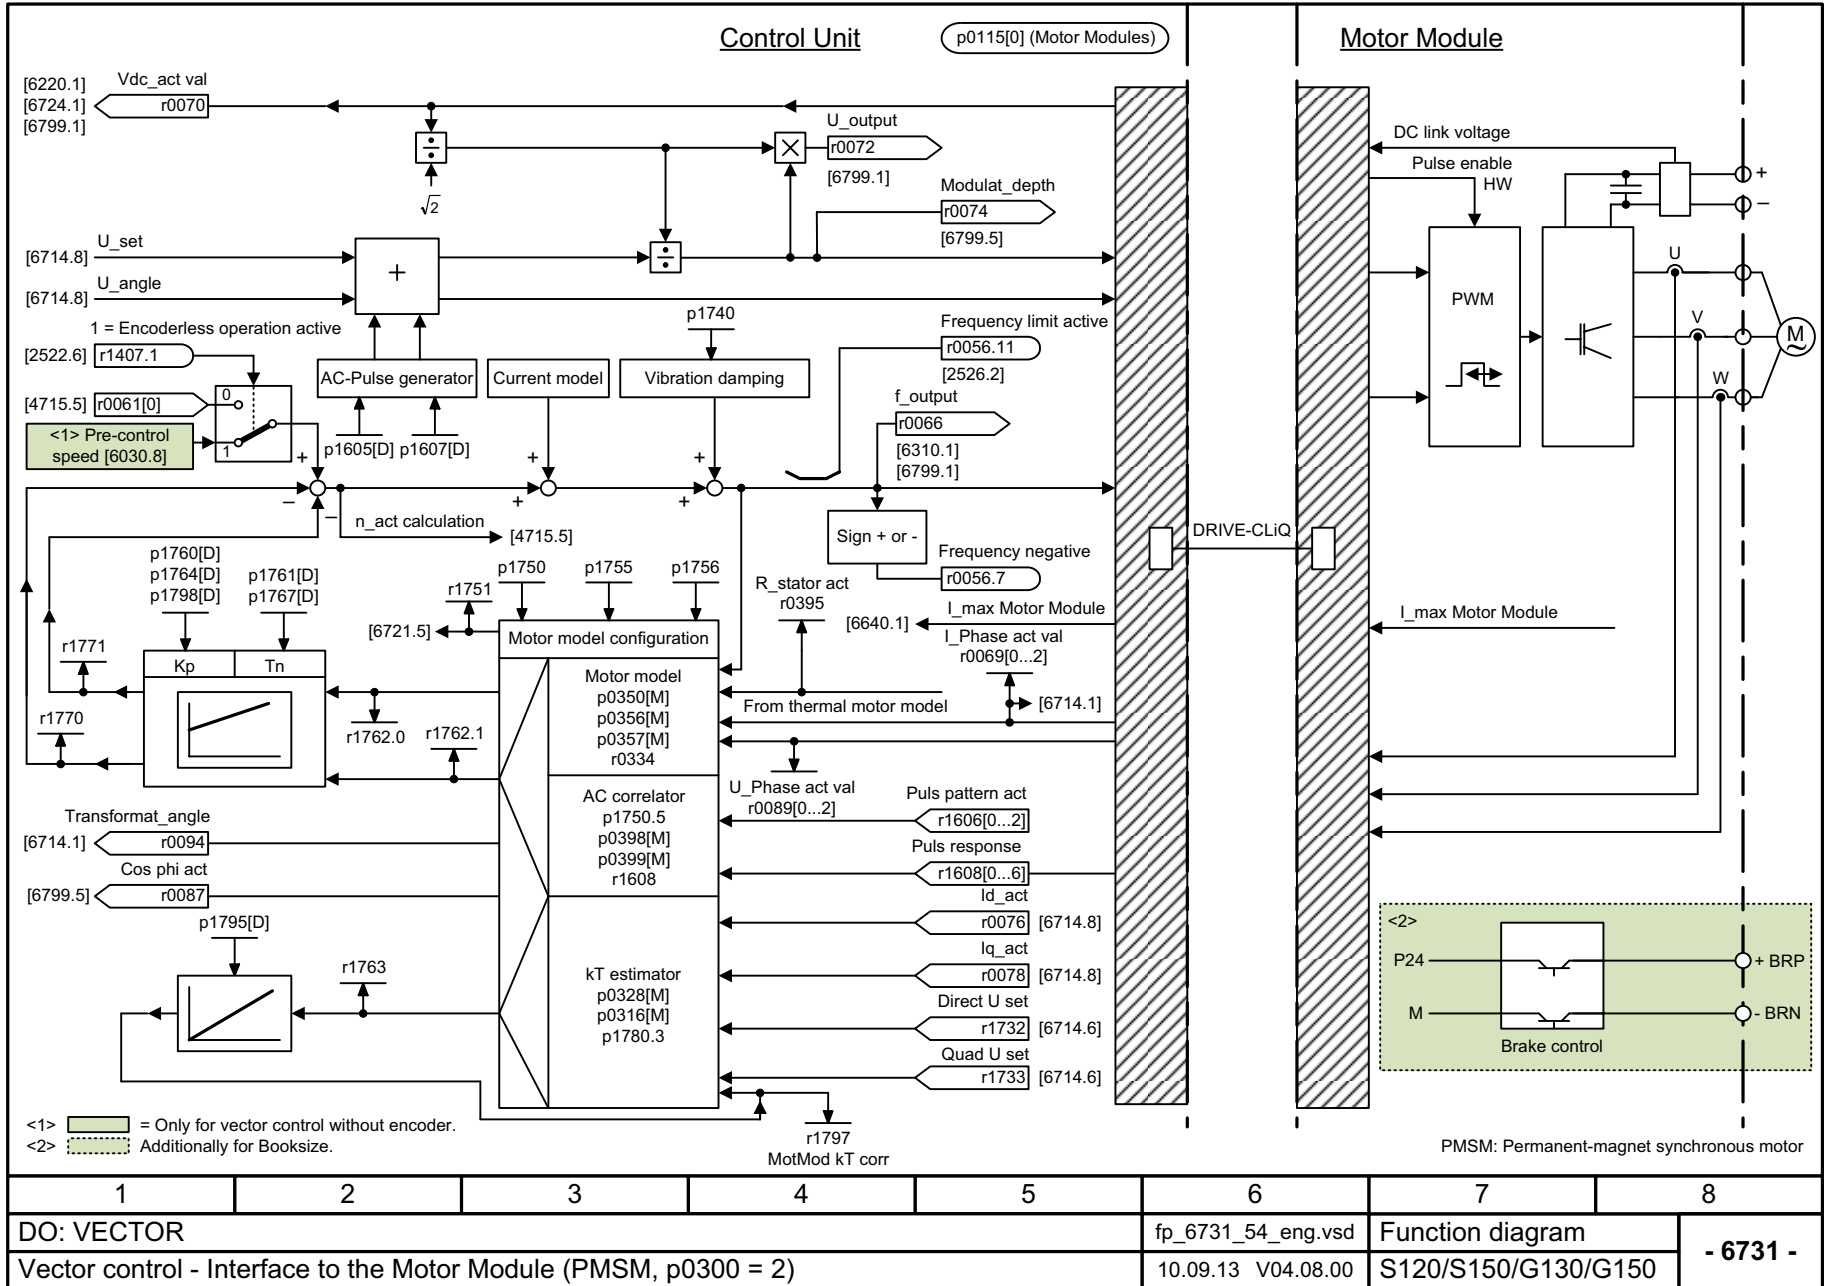 Control Unit
p0115[0] (Motor Modules)
Motor Module
[6220.1]
[6724.1]
[6799.1]
Vdc_act val
r0070
÷
√2
×
U_output
r0072
[6799.1]
Modulat_depth
r0074
[6799.5]
DC link voltage
Pulse enable
HW
+
–
[6714.8]
U_set
[6714.8]
U_angle
+
÷
U
V
W
PWM
M
~
1 = Encoderless operation active
[2522.6]
r1407.1
[4715.5]
r0061[0]
0
1
<1> Pre-control
speed [6030.8]
AC-Pulse generator
p1605[D]
p1607[D]
Current model
p1740
Vibration damping
Frequency limit active
r0056.11
[2526.2]
f_output
r0066
[6310.1]
[6799.1]
+
–
–
+
+
+
+
n_act calculation
[4715.5]
Sign + or -
Frequency negative
r0056.7
DRIVE-CLiQ
p1760[D]
p1764[D]
p1798[D]
p1761[D]
p1767[D]
Kp
Tn
r1771
r1770
r1762.0
r1762.1
r1751
[6721.5]
p1750
p1755
p1756
Motor model configuration
Motor model
p0350[M]
p0356[M]
p0357[M]
r0334
R_stator act
r0395
[6640.1]
I_max Motor Module
I_Phase act val
r0069[0...2]
[6714.1]
From thermal motor model
I_max Motor Module
U_Phase act val
r0089[0...2]
AC correlator
p1750.5
p0398[M]
p0399[M]
r1608
Puls pattern act
r1606[0...2]
Puls response
r1608[0...6]
Transformat_angle
[6714.1]
r0094
Cos phi act
[6799.5]
r0087
p1795[D]
r1763
kT estimator
p0328[M]
p0316[M]
p1780.3
Id_act
r0076
[6714.8]
Iq_act
r0078
[6714.8]
Direct U set
r1732
[6714.6]
Quad U set
r1733
[6714.6]
r1797
MotMod kT corr
<2>
P24
+ BRP
M
- BRN
Brake control
<1> = Only for vector control without encoder.
<2> Additionally for Booksize.
PMSM: Permanent-magnet synchronous motor
1 2 3 4 5 6 7 8
DO: VECTOR
fp_6731_54_eng.vsd
Function diagram
- 6731 -
Vector control - Interface to the Motor Module (PMSM, p0300 = 2)
10.09.13 V04.08.00
S120/S150/G130/G150